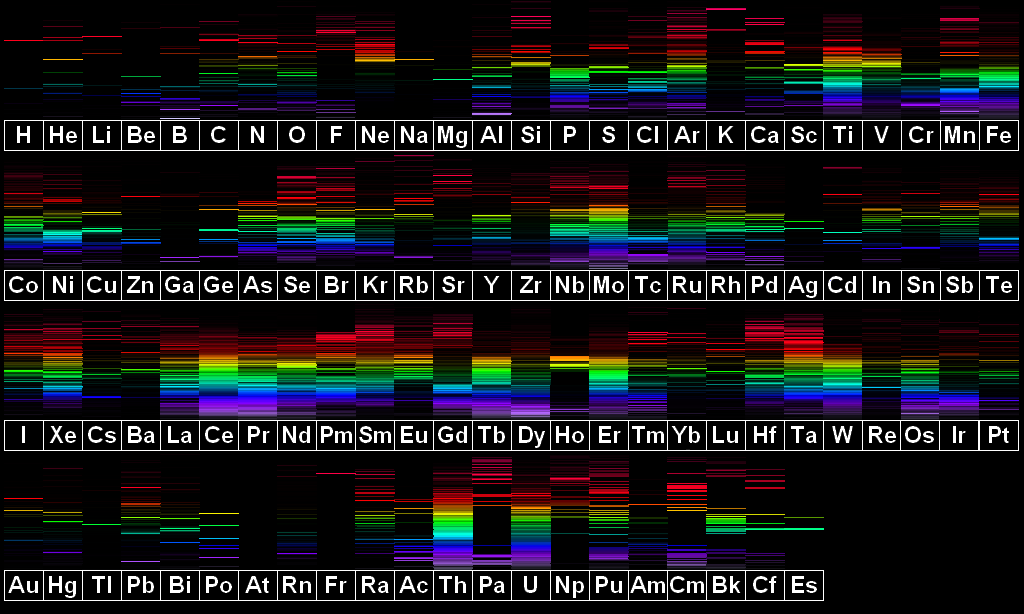 H He Li Be B C N O F Ne Na Mg Al Si P S Cl Ar K Ca Sc Ti V Cr Mn Fe
Co Ni Cu Zn Ga Ge As Se Br Kr Rb Sr Y Zr Nb Mo Tc Ru Rh Pd Ag Cd In Sn Sb Te
I Xe Cs Ba La Ce Pr Nd Pm Sm Eu Gd Tb Dy Ho Er Tm Yb Lu Hf Ta W Re Os Ir Pt
Au Hg Tl Pb Bi Po At Rn Fr Ra Ac Th Pa U Np Pu Am Cm Bk Cf Es